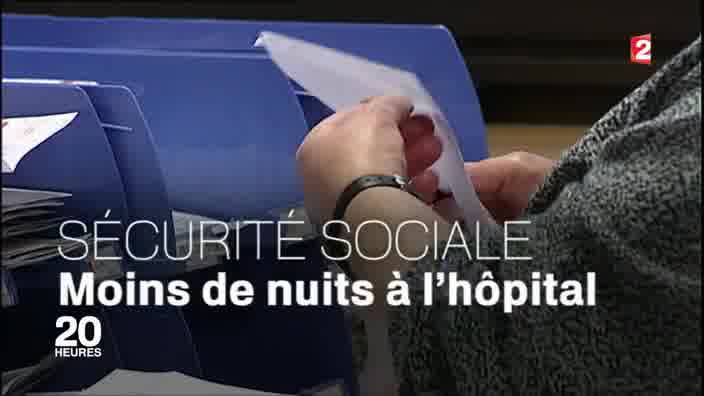 2
SÉCURITÉ SOCIALE
Moins de nuits à l'hôpital
20
HEURES